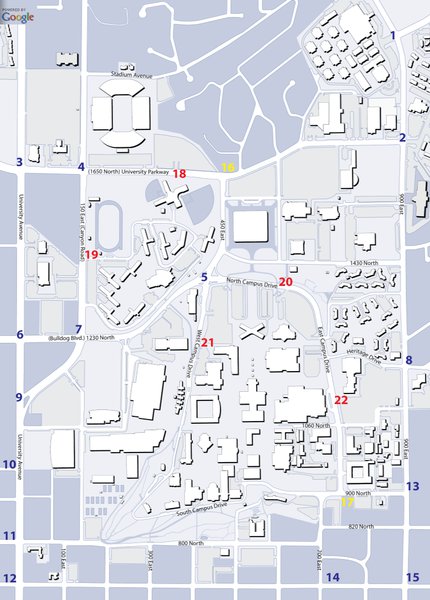 POWERED BY
Google
1
Stadium Avenue
2
3
4
(1650 North) University Parkway
18
16
University Avenue
150 East (Canyon Road)
450 East
900 East
19
1430 North
5
North Campus Drive
20
6
7
(Bulldog Blvd.) 1230 North
West Campus Drive
21
East Campus Drive
Heritage Drive
8
9
22
1060 North
University Avenue
900 East
10
13
900 North
17
South Campus Drive
11
820 North
800 North
100 East
300 East
700 East
12
14
15